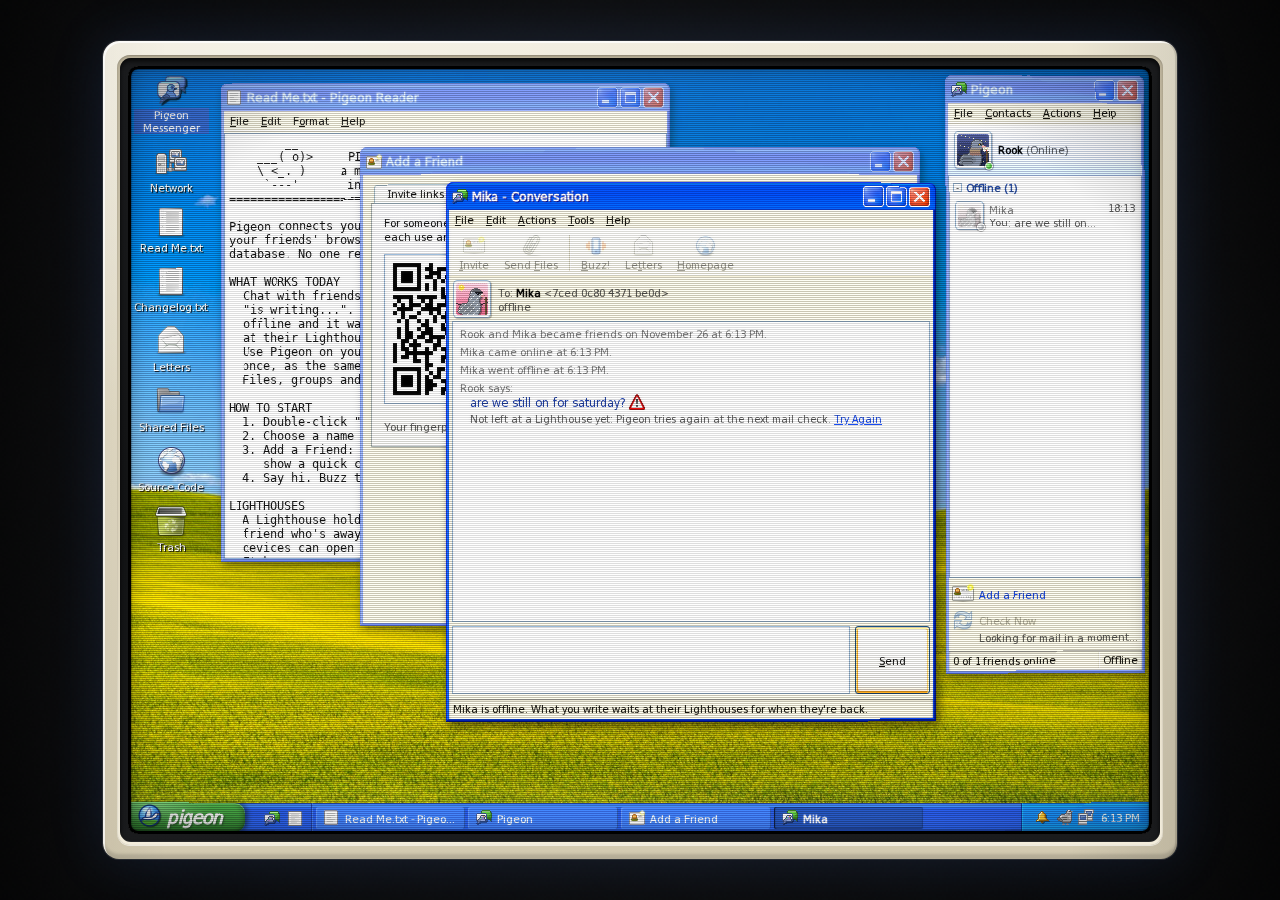 Pigeon
Messenger
Network
Read Me.txt
Changelog.txt
Letters
Shared Files
Source Code
Trash
Read Me.txt - Pigeon Reader
File Edit Format Help
WHAT WORKS TODAY
Pigeon connects you
your friends' brows
database. No one re
Chat with friends
"is writing...".
offline and it wa
at their Lighthou
Use Pigeon on you
once, as the same
Files, groups and
HOW TO START
1. Double-click "
2. Choose a name
3. Add a Friend:
show a quick c
4. Say hi. Buzz t
LIGHTHOUSES
A Lighthouse hold
friend who's away
cevices can open
Add a Friend
Invite links
For someone
each use an
Your fingerp
Mika - Conversation
File Edit Actions Tools Help
Invite Send Files Buzz! Letters Homepage
To: Mika <7ced 0c80 4371 be0d>
offline
Rook and Mika became friends on November 26 at 6:13 PM.
Mika came online at 6:13 PM.
Mika went offline at 6:13 PM.
Rook says:
are we still on for saturday?
Not left at a Lighthouse yet: Pigeon tries again at the next mail check. Try Again
Send
Mika is offline. What you write waits at their Lighthouses for when they're back.
Pigeon
File Contacts Actions Help
Rook (Online)
Offline (1)
Mika 18:13
You: are we still on...
Add a Friend
Check Now
Looking for mail in a moment...
0 of 1 friends online Offline
pigeon
Read Me.txt - Pigeo...
Pigeon
Add a Friend
Mika
6:13 PM